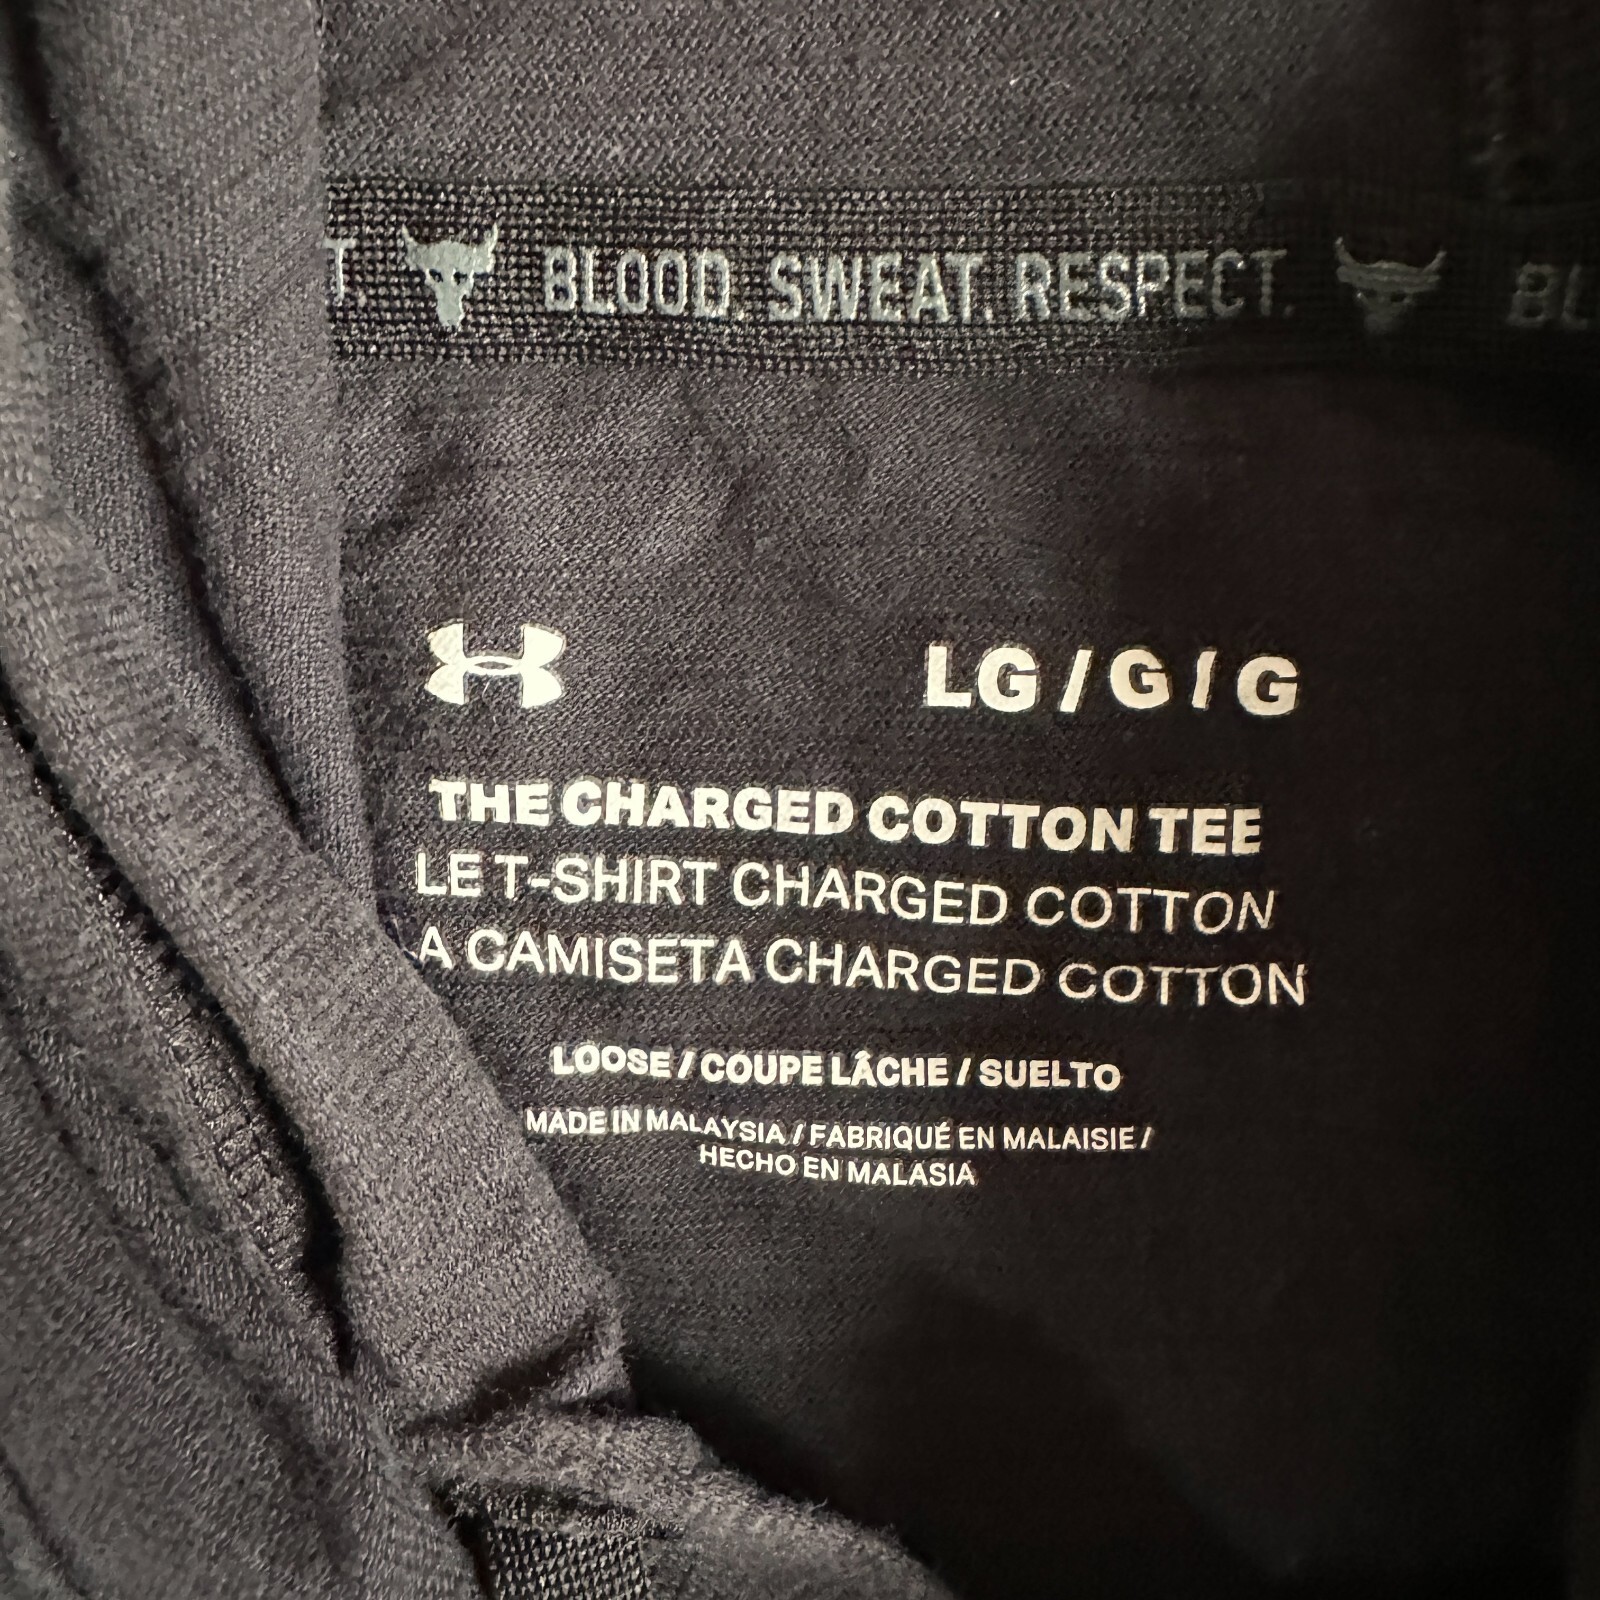 T. BLOOD. SWEAT. RESPECT. BL
LG / G / G
THE CHARGED COTTON TEE
LE T-SHIRT CHARGED COTTON
A CAMISETA CHARGED COTTON
LOOSE / COUPE LÂCHE / SUELTO
MADE IN MALAYSIA / FABRIQUÉ EN MALAISIE /
HECHO EN MALASIA